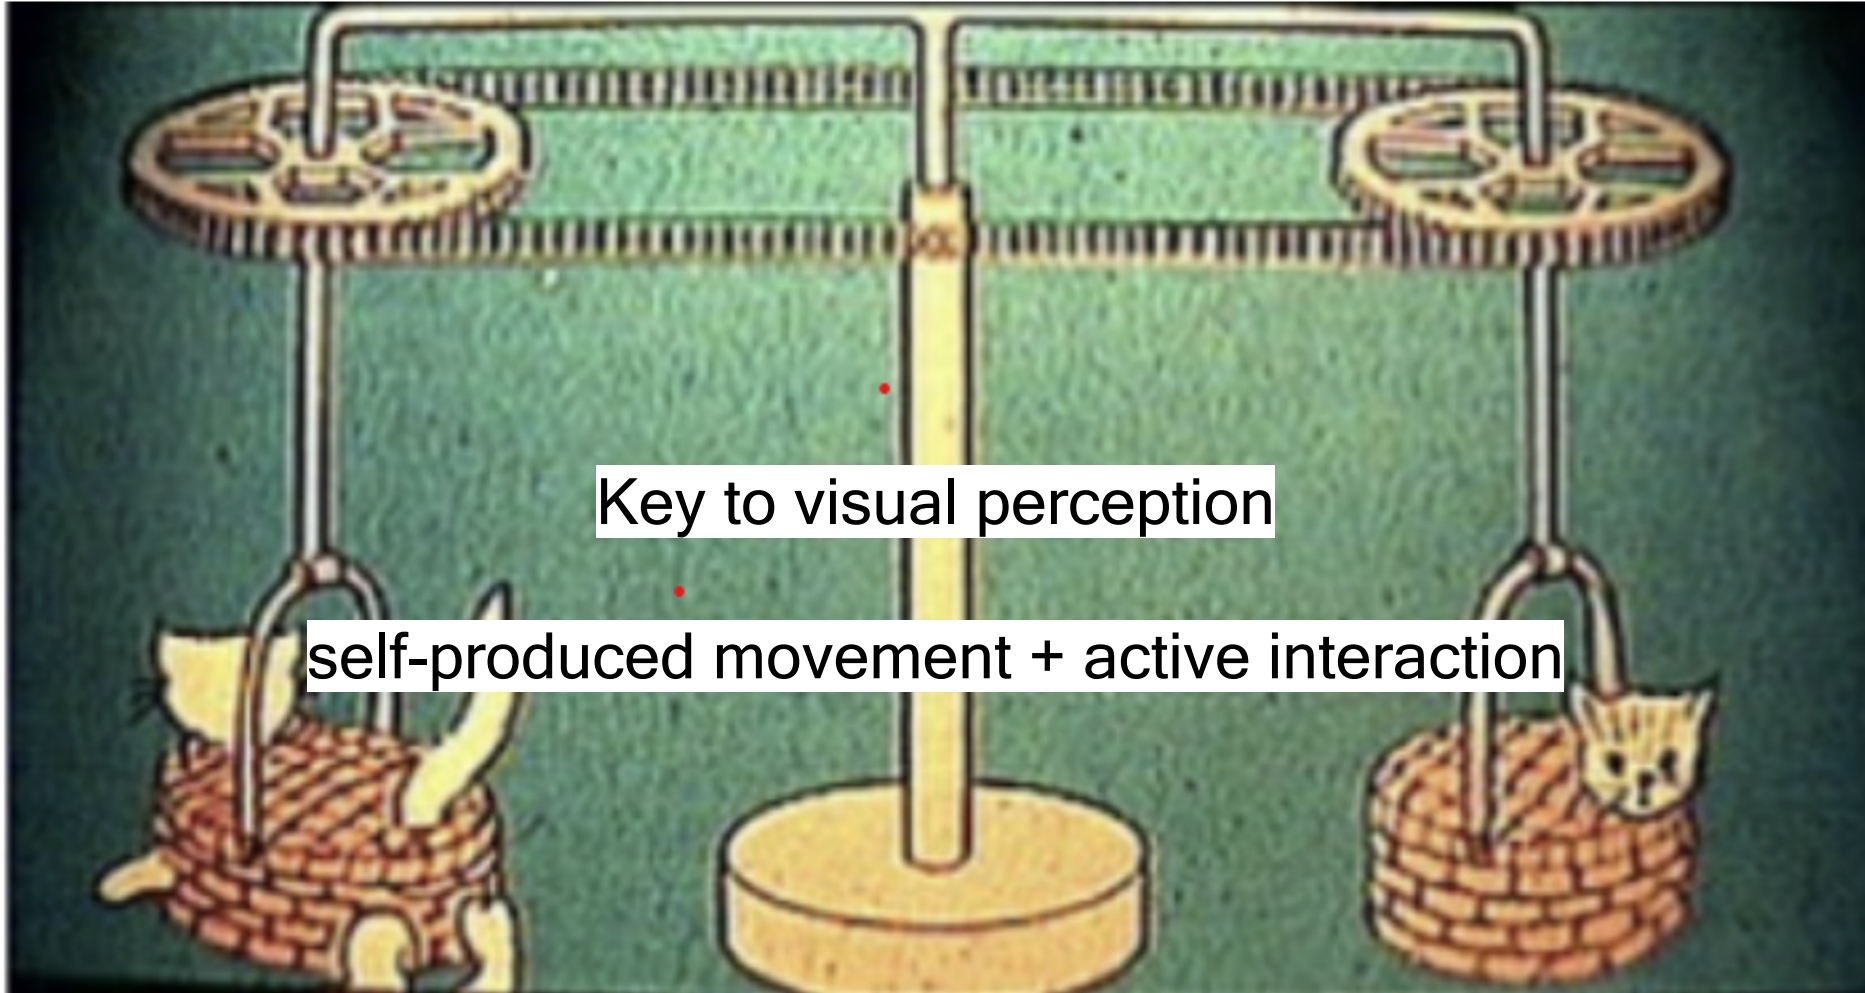 Key to visual perception
self-produced movement + active interaction